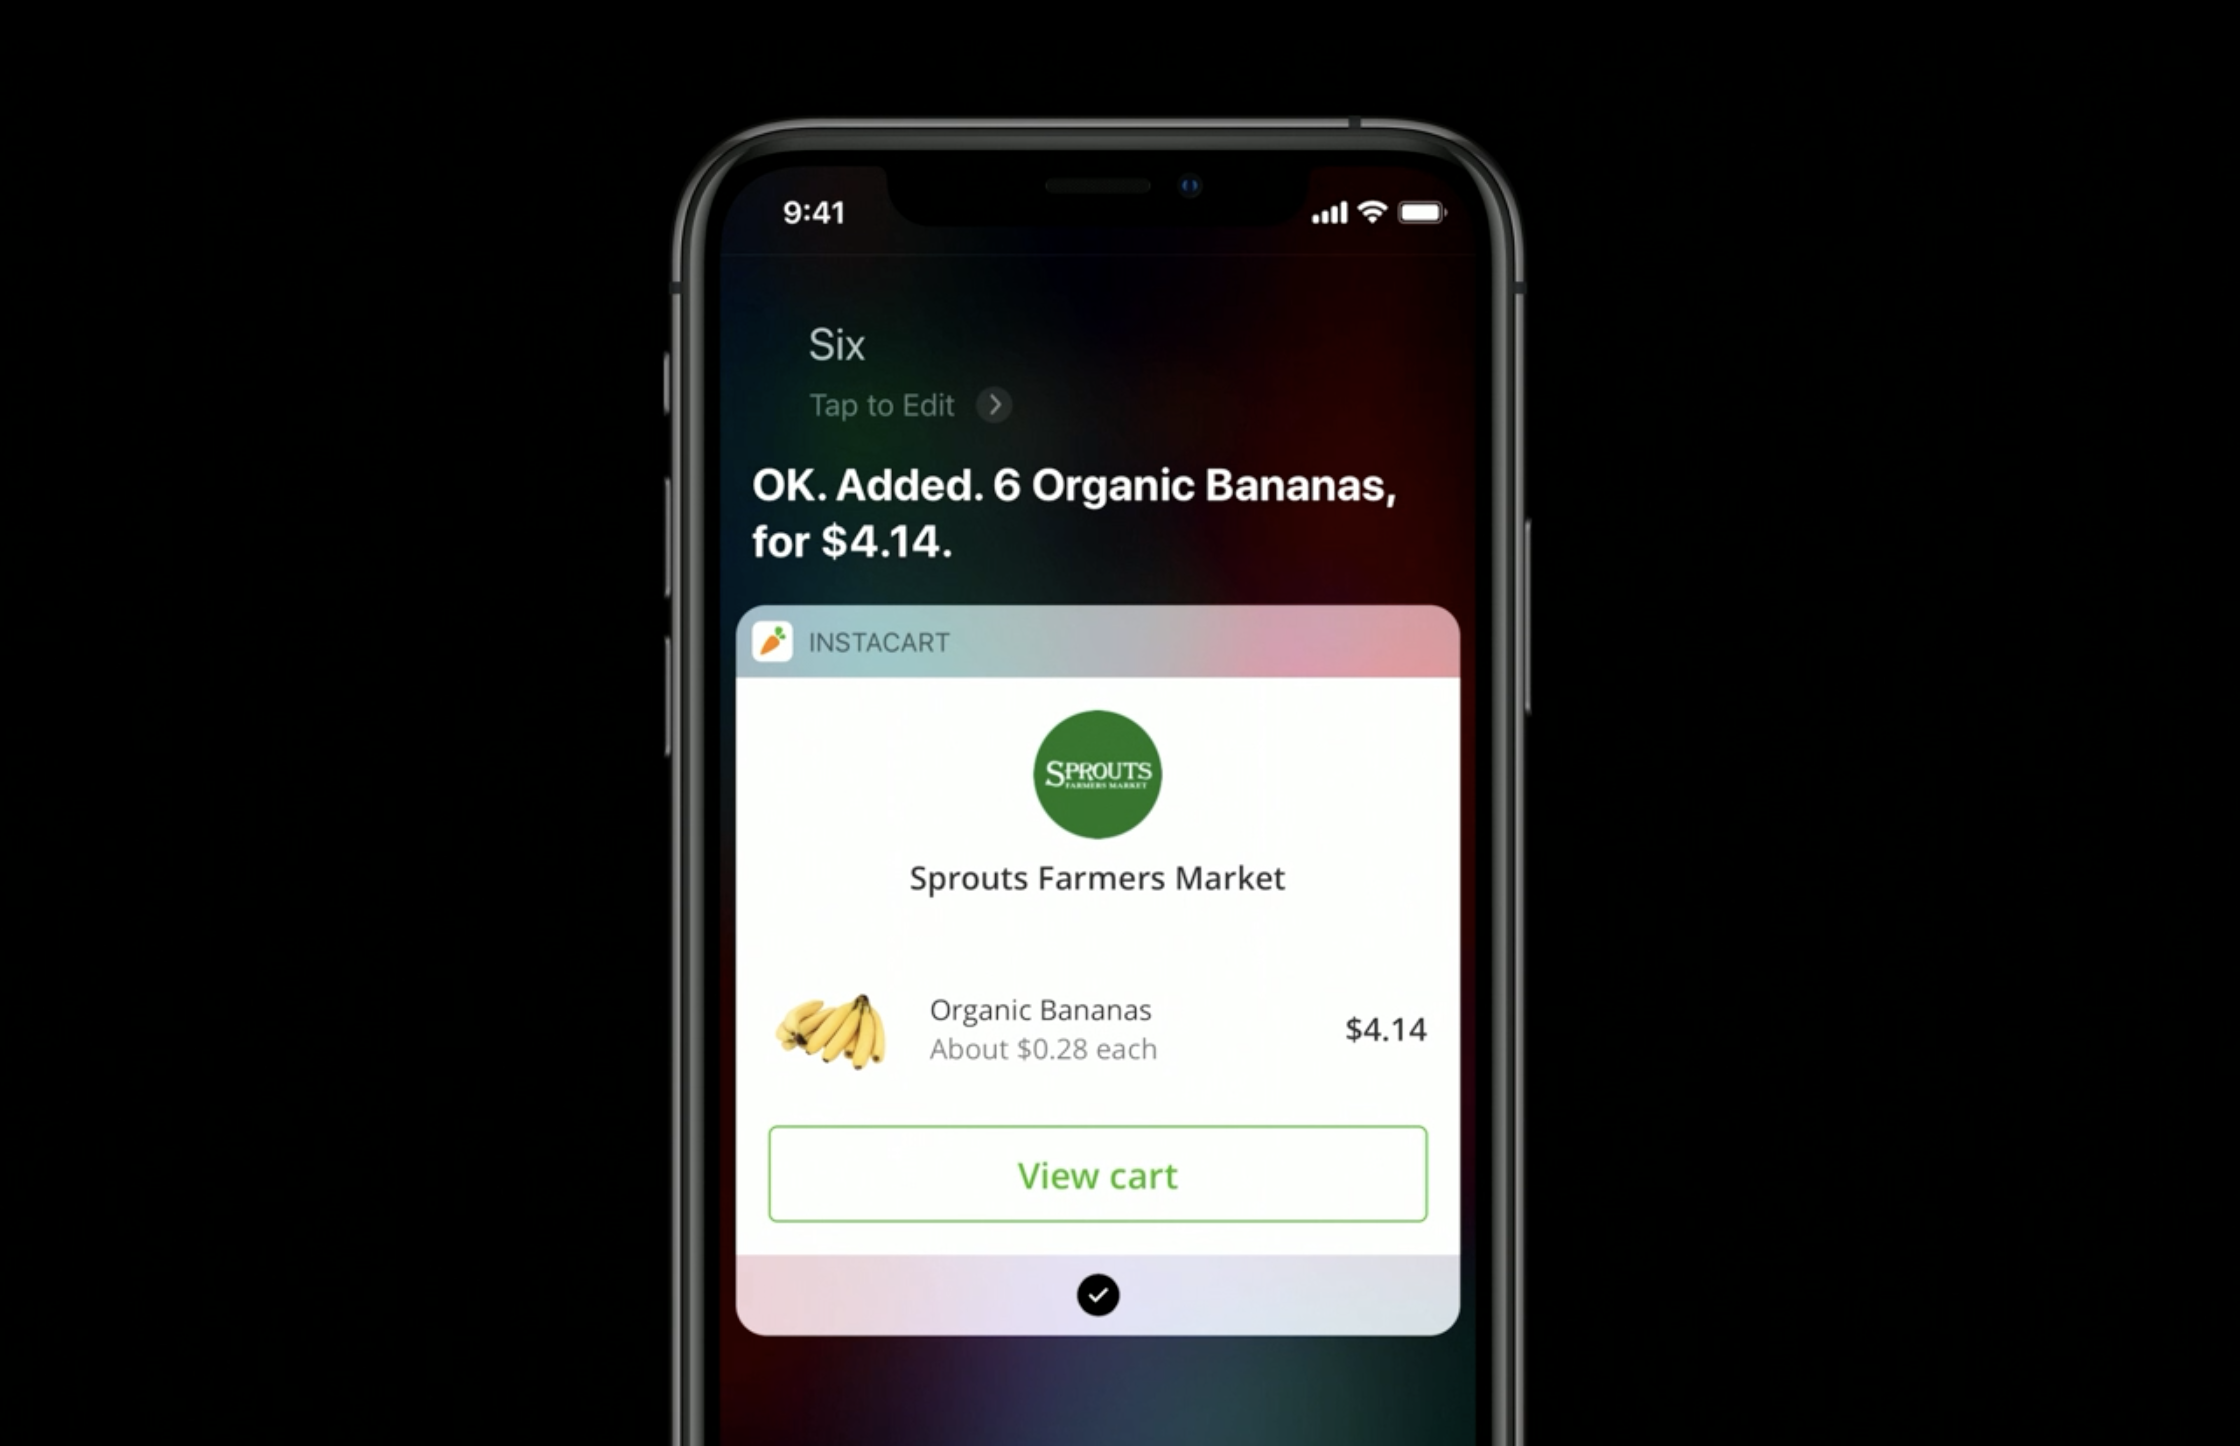 9:41
Six
Tap to Edit
OK. Added. 6 Organic Bananas,
for $4.14.
INSTACART
SPROUTS
FARMERS MARKET
Sprouts Farmers Market
Organic Bananas
About $0.28 each
$4.14
View cart